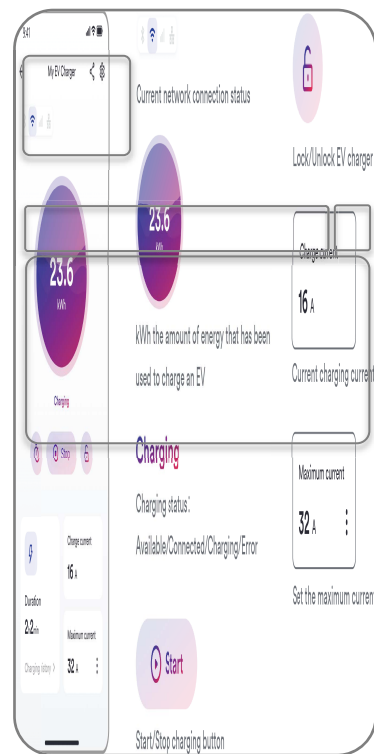 9:41
My EV Charger
23.6
kWh
Charging
Stop
Duration
Charging history >
Charge current
16 A
Maximum current
32 A
Current network connection status
23.6
kWh
kWh the amount of energy that has been
used to charge an EV
Charging
Charging status:
Available/Connected/Charging/Error
Start
Start/Stop charging button
Lock/Unlock EV charger
Charge current
16 A
Current charging current
Maximum current
32 A
Set the maximum current